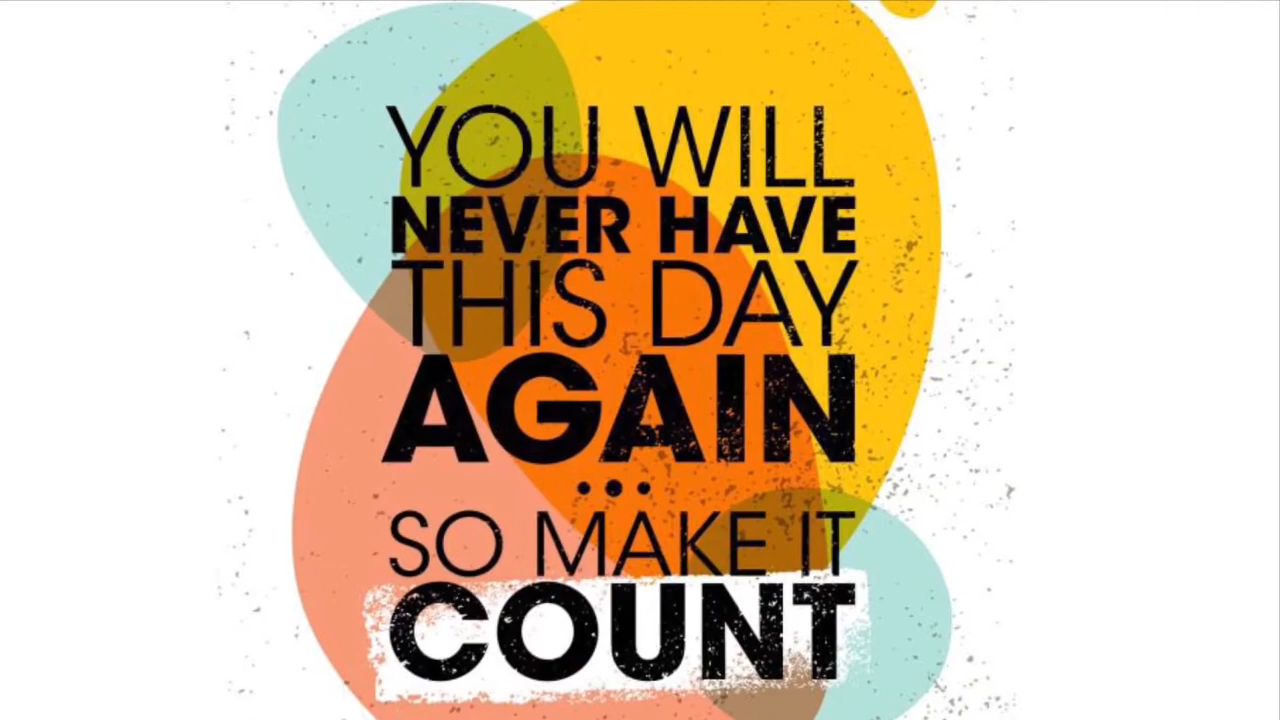 YOU WILL
NEVER HAVE
THIS DAY
AGAIN
...
SO MAKE IT
COUNT